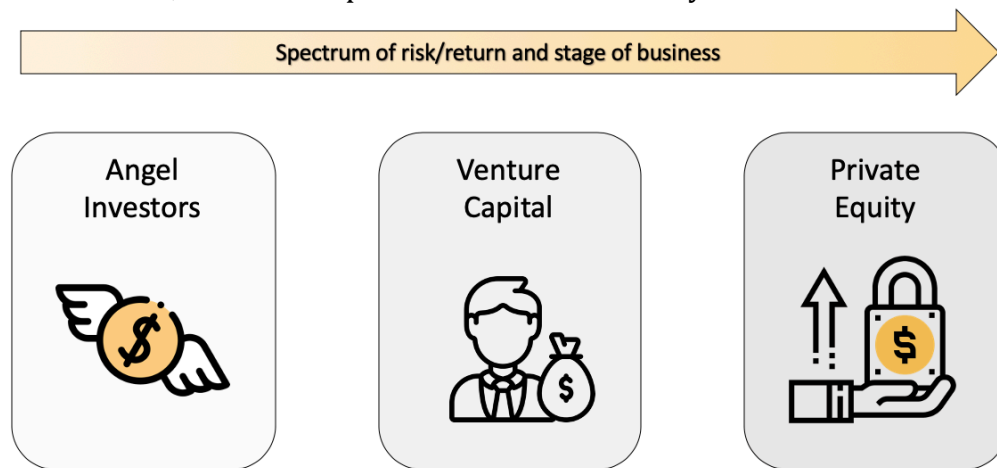 Spectrum of risk/return and stage of business
Angel
Investors
Venture
Capital
Private
Equity
$
$
$